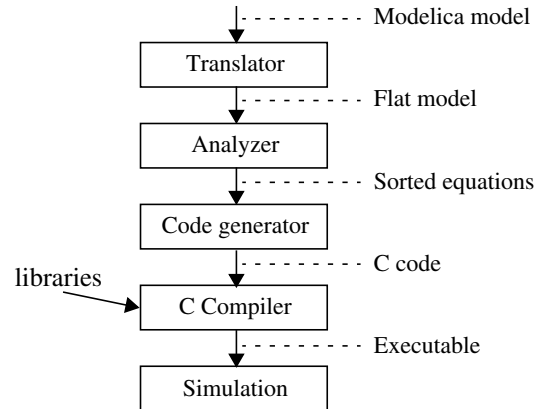 Modelica model
Translator
Flat model
Analyzer
Sorted equations
Code generator
C code
libraries
C Compiler
Executable
Simulation